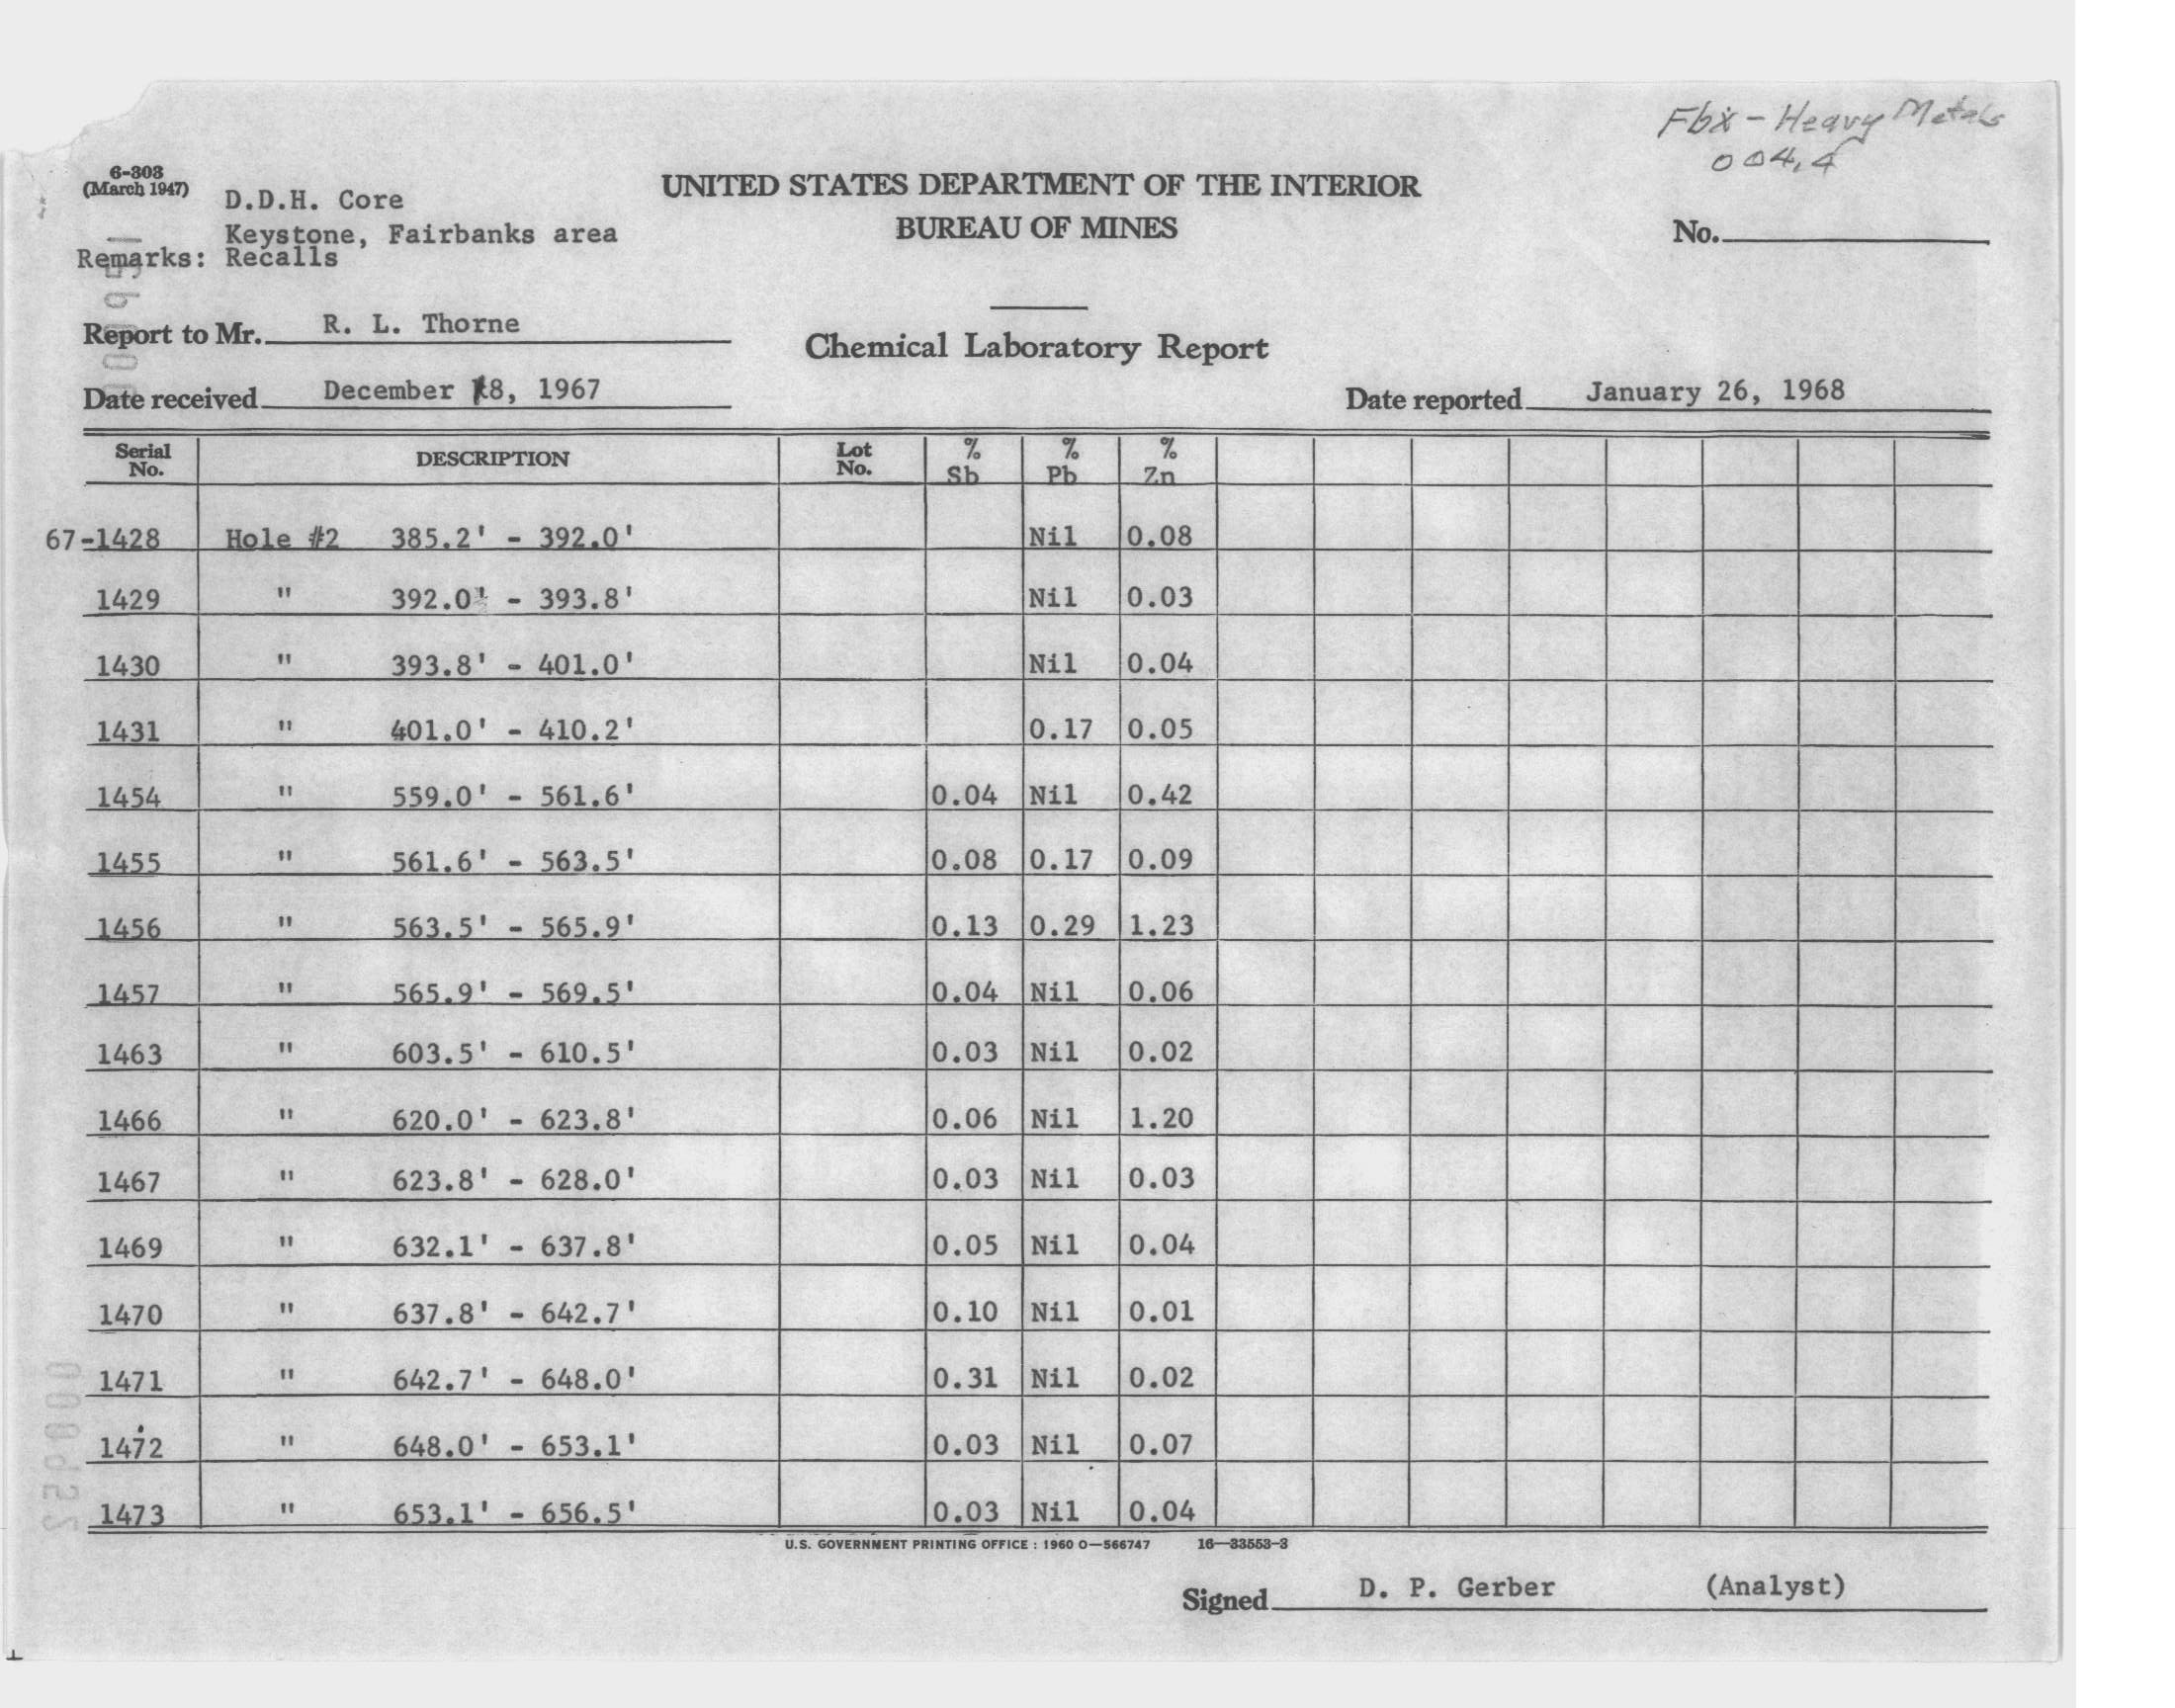 Fbx - Heavy Metals
004.4
6-303
(March 1947)
D.D.H. Core
Keystone, Fairbanks area
Remarks: Recalls
UNITED STATES DEPARTMENT OF THE INTERIOR
BUREAU OF MINES
No.
Report to Mr. R. L. Thorne
Chemical Laboratory Report
Date received December 18, 1967
Date reported January 26, 1968
Serial No. DESCRIPTION Lot No. % Sb % Pb % Zn
67-1428 Hole #2 385.2' - 392.0' Nil 0.08
1429 " 392.0' - 393.8' Nil 0.03
1430 " 393.8' - 401.0' Nil 0.04
1431 " 401.0' - 410.2' 0.17 0.05
1454 " 559.0' - 561.6' 0.04 Nil 0.42
1455 " 561.6' - 563.5' 0.08 0.17 0.09
1456 " 563.5' - 565.9' 0.13 0.29 1.23
1457 " 565.9' - 569.5' 0.04 Nil 0.06
1463 " 603.5' - 610.5' 0.03 Nil 0.02
1466 " 620.0' - 623.8' 0.06 Nil 1.20
1467 " 623.8' - 628.0' 0.03 Nil 0.03
1469 " 632.1' - 637.8' 0.05 Nil 0.04
1470 " 637.8' - 642.7' 0.10 Nil 0.01
1471 " 642.7' - 648.0' 0.31 Nil 0.02
1472 " 648.0' - 653.1' 0.03 Nil 0.07
1473 " 653.1' - 656.5' 0.03 Nil 0.04
U.S. GOVERNMENT PRINTING OFFICE : 1960 O—566747 16—33553-3
Signed D. P. Gerber (Analyst)